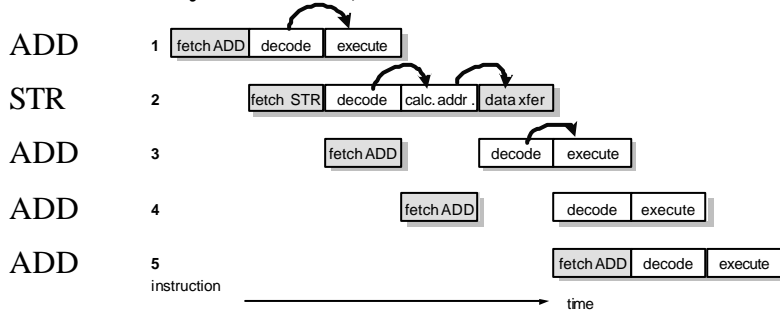 ADD 1 fetch ADD decode execute
STR 2 fetch STR decode calc. addr. data xfer
ADD 3 fetch ADD decode execute
ADD 4 fetch ADD decode execute
ADD 5 fetch ADD decode execute
instruction
time